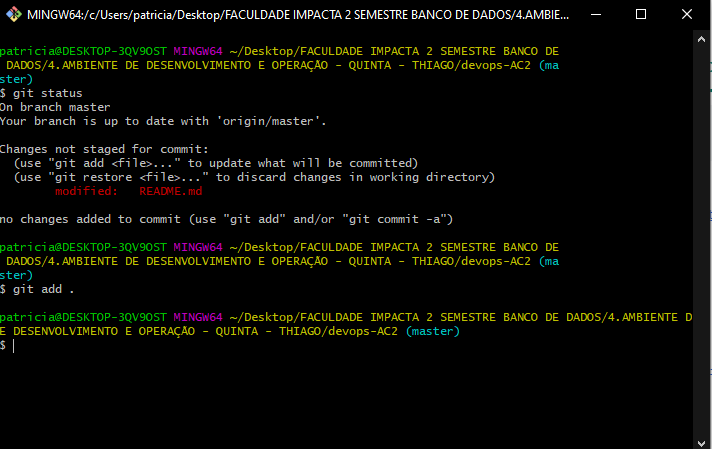 MINGW64:/c/Users/patricia/Desktop/FACULDADE IMPACTA 2 SEMESTRE BANCO DE DADOS/4.AMBIE...
patricia@DESKTOP-3QV9OST MINGW64 ~/Desktop/FACULDADE IMPACTA 2 SEMESTRE BANCO DE
DADOS/4.AMBIENTE DE DESENVOLVIMENTO E OPERAÇÃO - QUINTA - THIAGO/devops-AC2 (ma
ster)
$ git status
On branch master
Your branch is up to date with 'origin/master'.
Changes not staged for commit:
(use "git add <file>..." to update what will be committed)
(use "git restore <file>..." to discard changes in working directory)
modified: README.md
no changes added to commit (use "git add" and/or "git commit -a")
patricia@DESKTOP-3QV9OST MINGW64 ~/Desktop/FACULDADE IMPACTA 2 SEMESTRE BANCO DE
DADOS/4.AMBIENTE DE DESENVOLVIMENTO E OPERAÇÃO - QUINTA - THIAGO/devops-AC2 (ma
ster)
$ git add .
patricia@DESKTOP-3QV9OST MINGW64 ~/Desktop/FACULDADE IMPACTA 2 SEMESTRE BANCO DE DADOS/4.AMBIENTE D
E DESENVOLVIMENTO E OPERAÇÃO - QUINTA - THIAGO/devops-AC2 (master)
$